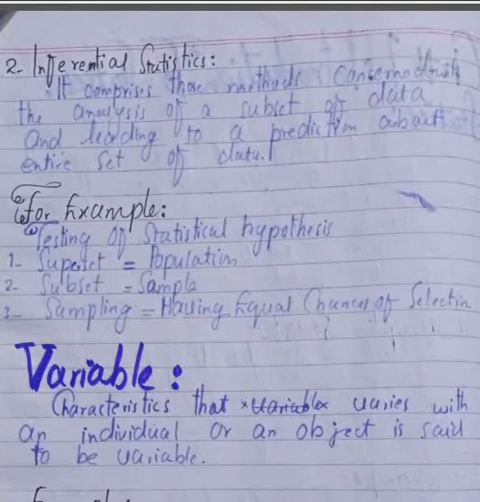 2- Inferential Statistics:
It comprises those methods concerned with
the analysis of a subset of data
and leading to a prediction about
entire set of data.
For Example:
Testing Of Statistical hypothesis
1- Superset = Population
2- Subset = Sample
3- Sampling = Having Equal Chances of Selectin
Variable:
Characteristics that variable varies with
an individual or an object is said
to be variable.